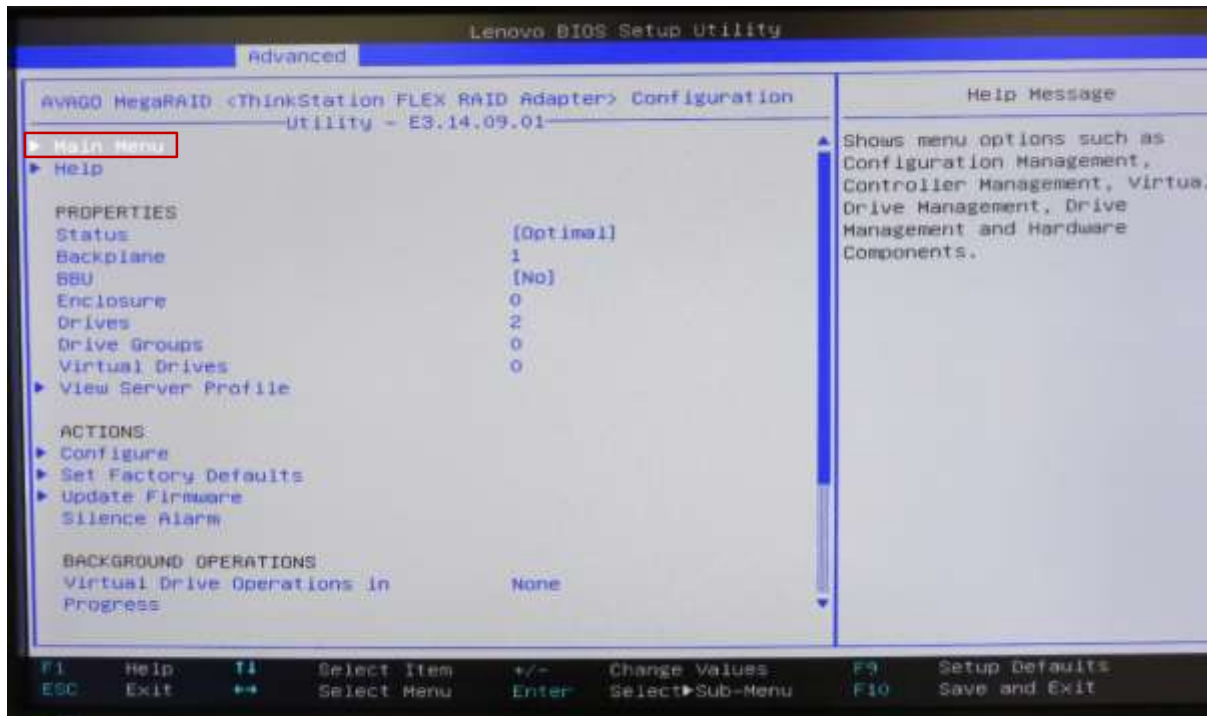 Lenovo BIOS Setup Utility
Advanced
AVAGO MegaRAID <ThinkStation FLEX RAID Adapter> Configuration
Utility - E3.14.09.01
▶ Main Menu
▶ Help
PROPERTIES
Status [Optimal]
Backplane 1
BBU [No]
Enclosure 0
Drives 2
Drive Groups 0
Virtual Drives 0
▶ View Server Profile
ACTIONS
▶ Configure
▶ Set Factory Defaults
▶ Update Firmware
Silence Alarm
BACKGROUND OPERATIONS
Virtual Drive Operations in None
Progress
Help Message
Shows menu options such as
Configuration Management,
Controller Management, Virtua
Drive Management, Drive
Management and Hardware
Components.
F1 Help ↑↓ Select Item +/- Change Values F9 Setup Defaults
ESC Exit ←→ Select Menu Enter Select▶Sub-Menu F10 Save and Exit